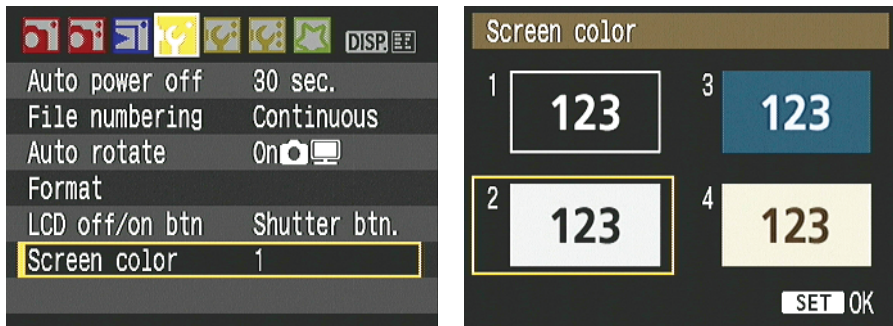 DISP.
Auto power off 30 sec.
File numbering Continuous
Auto rotate On
Format
LCD off/on btn Shutter btn.
Screen color 1
Screen color
1 123
3 123
2 123
4 123
SET OK